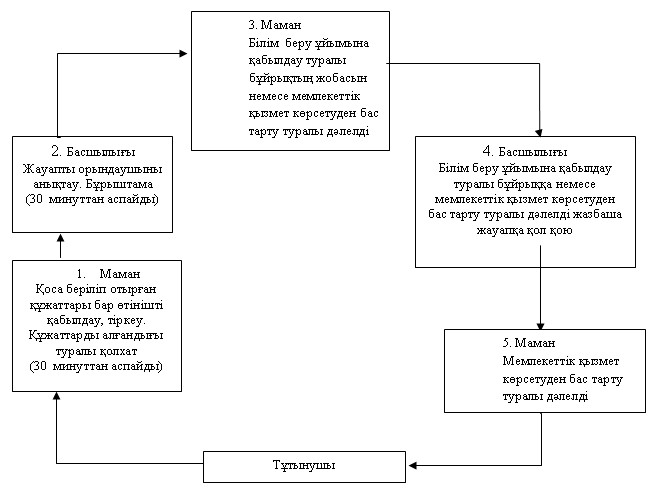 3. Маман
Білім беру ұйымына
қабылдау туралы
бұйрықтың жобасын
немесе мемлекеттік
қызмет көрсетуден бас
тарту туралы дәлелді
2. Басшылығы
Жауапты орындаушыны
анықтау. Бұрыштама
(30 минуттан аспайды)
4. Басшылығы
Білім беру ұйымына қабылдау
туралы бұйрыққа немесе
мемлекеттік қызмет көрсетуден
бас тарту туралы дәлелді жазбаша
жауапқа қол қою
1. Маман
Қоса беріліп отырған
құжаттары бар өтінішті
қабылдау, тіркеу.
Құжаттарды алғандығы
туралы қолхат
(30 минуттан аспайды)
5. Маман
Мемлекеттік қызмет
көрсетуден бас тарту
туралы дәлелді
Тұтынушы